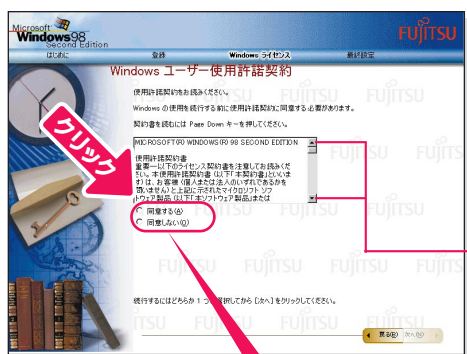 Microsoft
Windows98
Second Edition
FUJITSU
はじめに 登録 Windows ライセンス 最終設定
Windows ユーザー使用許諾契約
使用許諾契約をお読みください。
Windows の使用を続行する前に使用許諾契約に同意する必要があります。
契約書を読むには Page Down キーを押してください。
MICROSOFT(R) WINDOWS(R) 98 SECOND EDITION
使用許諾契約書
重要－以下のライセンス契約書を注意してお読みくだ
さい。本使用許諾契約書 (以下「本契約書」といいま
す) は、お客様 (個人または法人のいずれであるかを
問いません) と上記に示されたマイクロソフト ソフ
トウェア製品 (以下「本ソフトウェア製品」または
クリック
同意する(A)
同意しない(D)
続行するにはどちらか 1 つを選択してから [次へ] をクリックしてください。
戻る(B) 次へ(N)